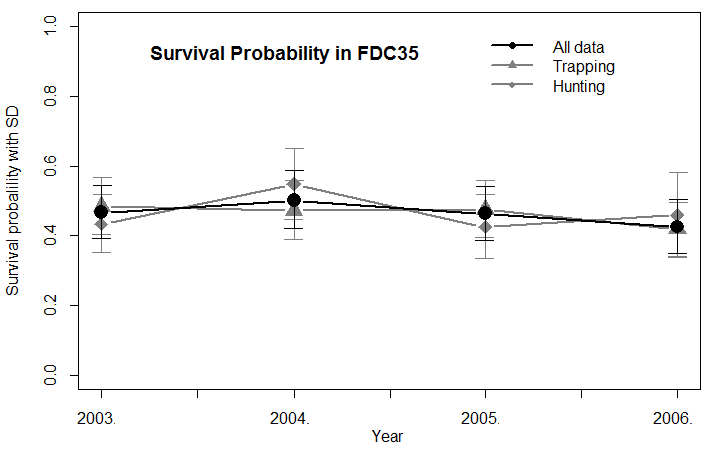 Survival Probability in FDC35
All data
Trapping
Hunting
Survival probalility with SD
1.0
0.8
0.6
0.4
0.2
0.0
2003.
2004.
2005.
2006.
Year